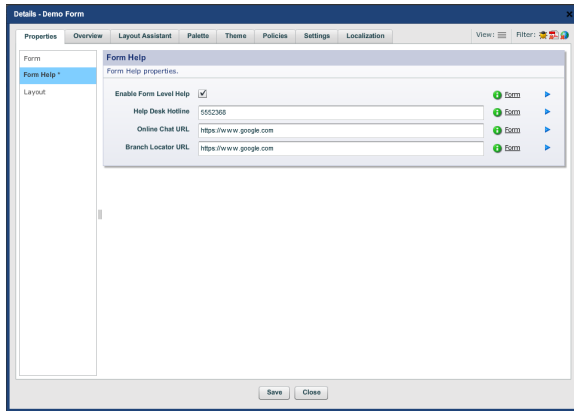 Details - Demo Form
Properties Overview Layout Assistant Palette Theme Policies Settings Localization View: Filter:
Form
Form Help *
Layout
Form Help
Form Help properties.
Enable Form Level Help Form
Help Desk Hotline 5552368 Form
Online Chat URL https://www.google.com Form
Branch Locator URL https://www.google.com Form
Save Close